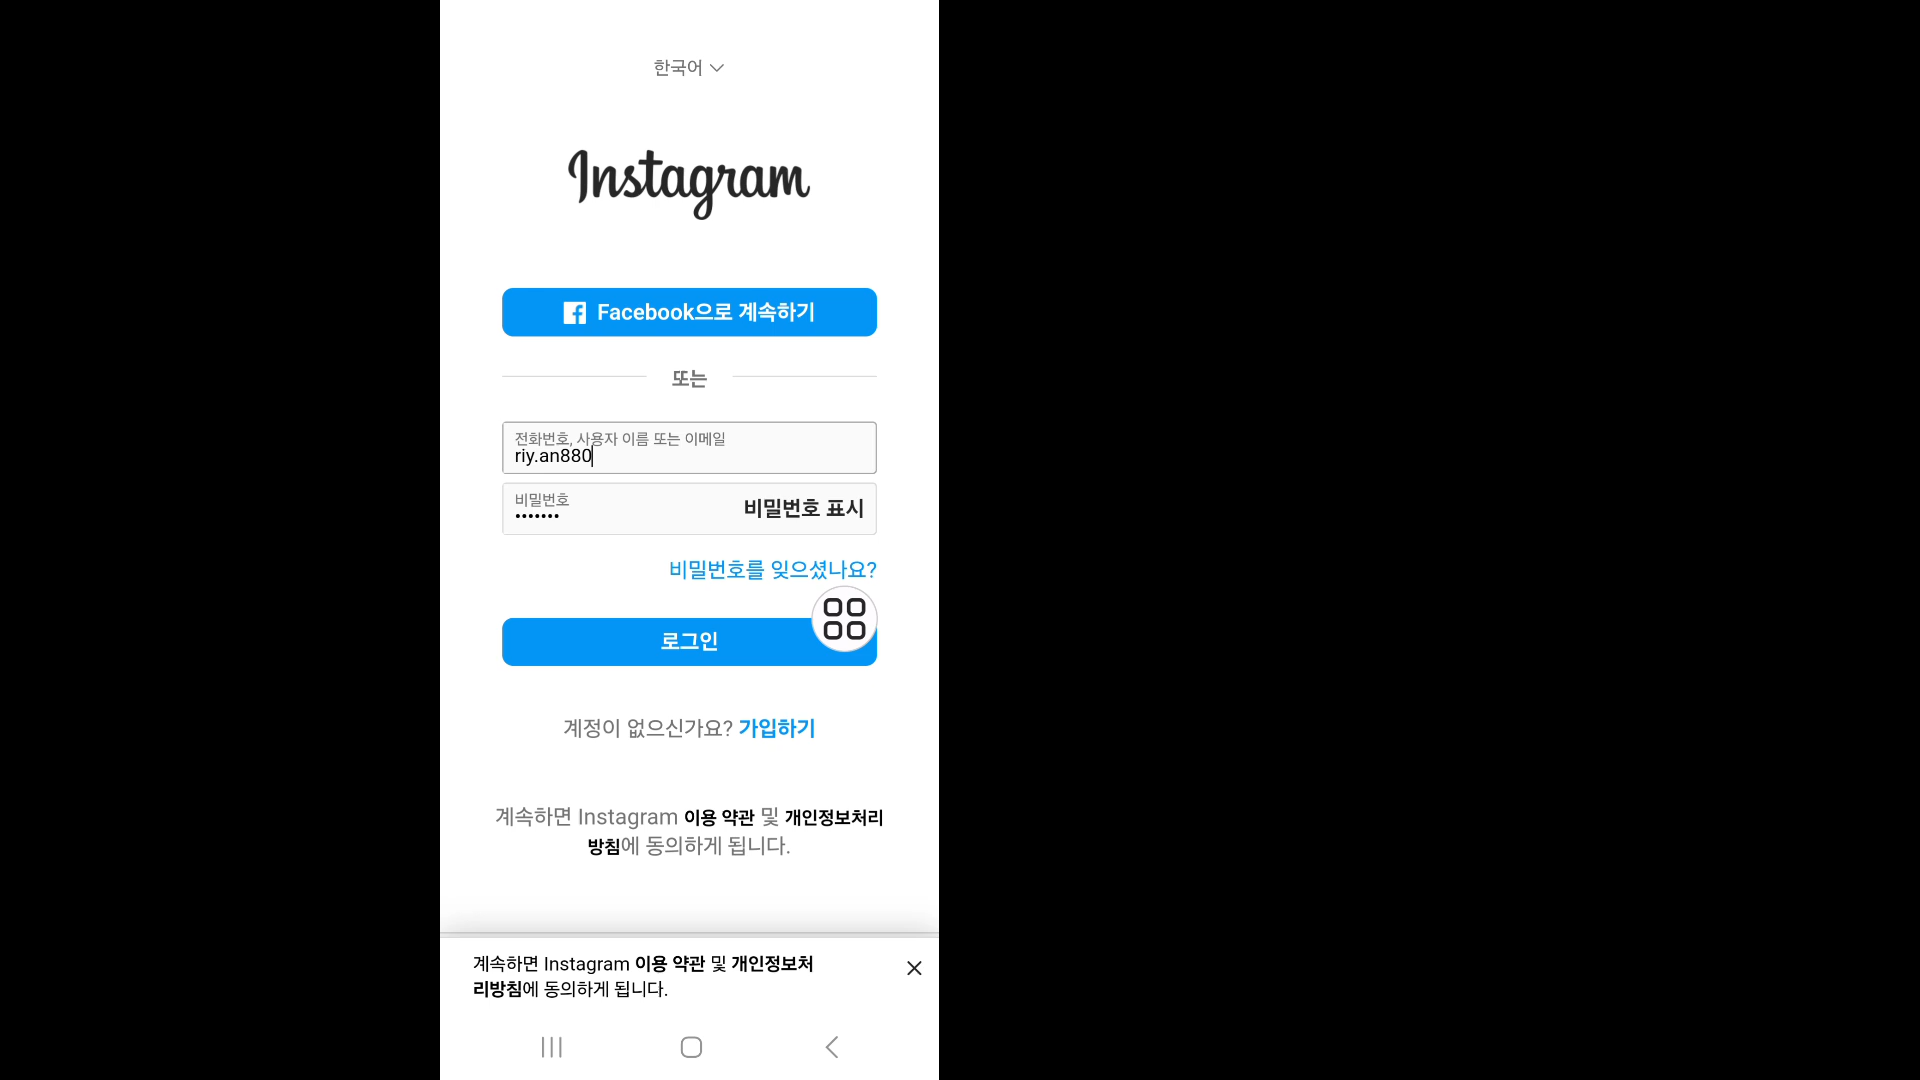 한국어
Instagram
Facebook으로 계속하기
또는
전화번호, 사용자 이름 또는 이메일
riy.an880
비밀번호
•••••••
비밀번호 표시
비밀번호를 잊으셨나요?
로그인
계정이 없으신가요? 가입하기
계속하면 Instagram 이용 약관 및 개인정보처리
방침에 동의하게 됩니다.
계속하면 Instagram 이용 약관 및 개인정보처
리방침에 동의하게 됩니다.